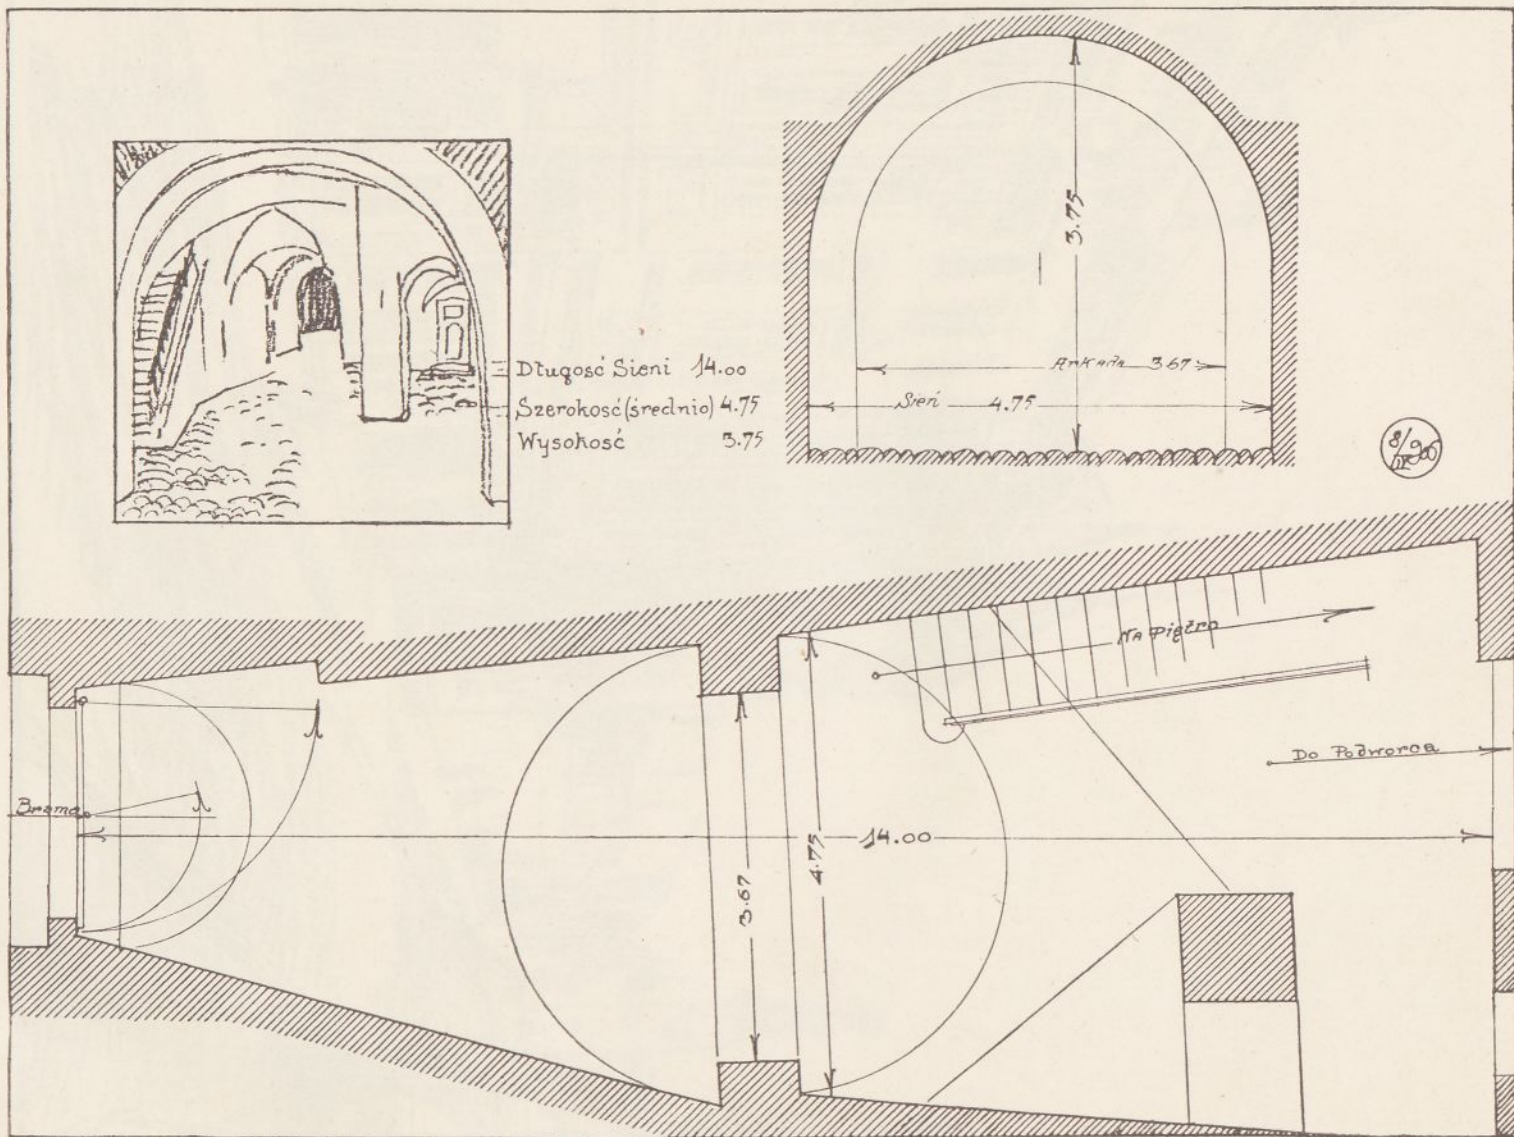 Długość Sieni 14.00
Szerokość (średnio) 4.75
Wysokość 3.75
3.75
Arkada 3.67
Sień 4.75
Na Piętro
Do Podworca
Brama
14.00
3.67
4.75